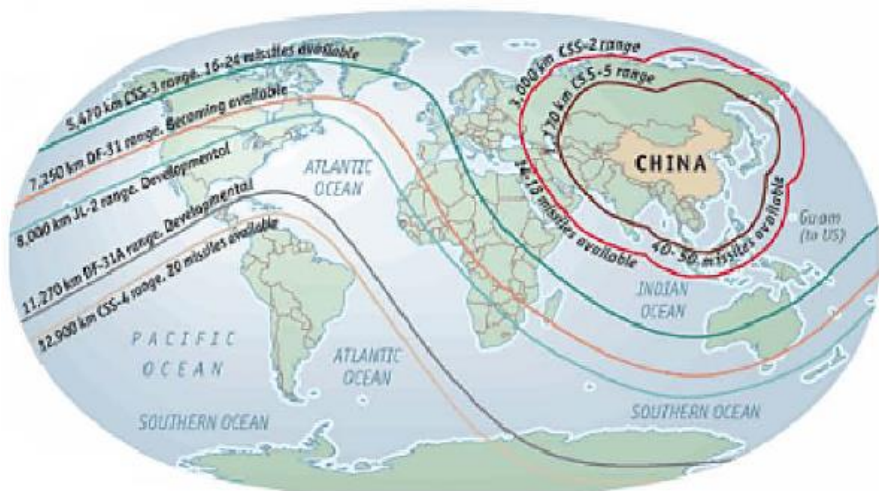 5,470 km CSS-3 range, 16-24 missiles available
7,250 km DF-31 range. Becoming available
8,000 km JL-2 range. Developmental
11,270 km DF-31A range. Developmental
12,900 km CSS-4 range, 20 missiles available
3,000 km CSS-2 range
14-18 missiles available
km CSS-5 range
40-50 missiles available
CHINA
ATLANTIC
OCEAN
Guam
(to US)
INDIAN
OCEAN
PACIFIC
OCEAN
ATLANTIC
OCEAN
SOUTHERN OCEAN
SOUTHERN OCEAN